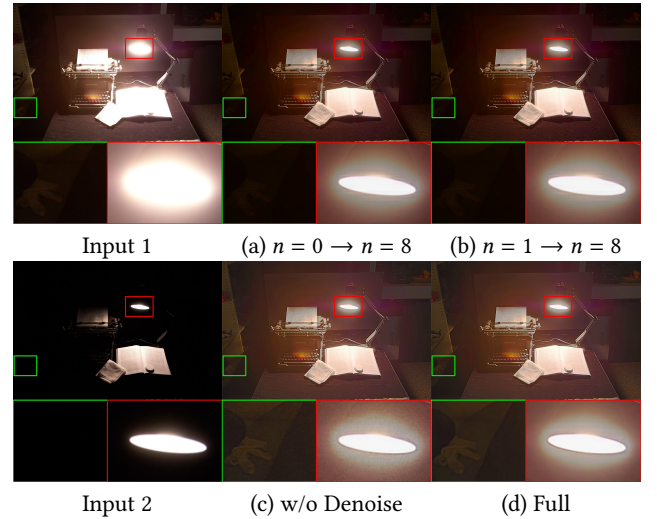 Input 1 (a) n = 0 → n = 8 (b) n = 1 → n = 8
Input 2 (c) w/o Denoise (d) Full